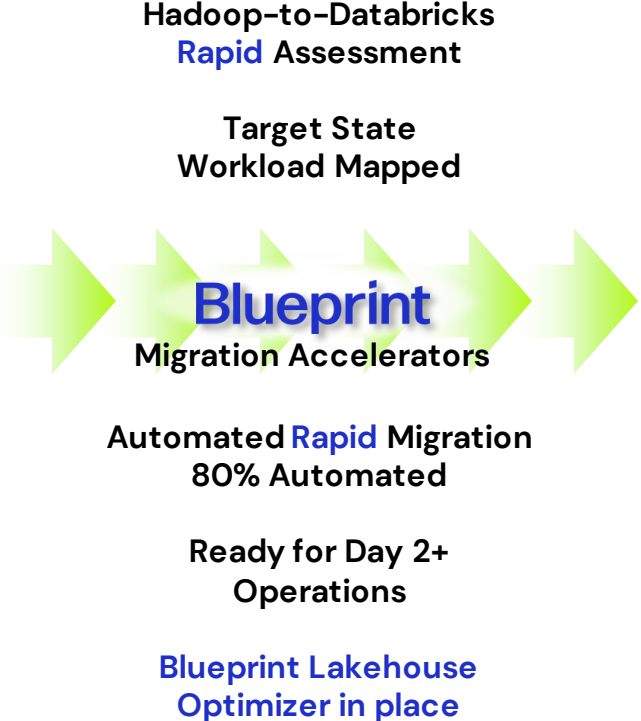 Hadoop-to-Databricks
Rapid Assessment
Target State
Workload Mapped
Blueprint
Migration Accelerators
Automated Rapid Migration
80% Automated
Ready for Day 2+
Operations
Blueprint Lakehouse
Optimizer in place